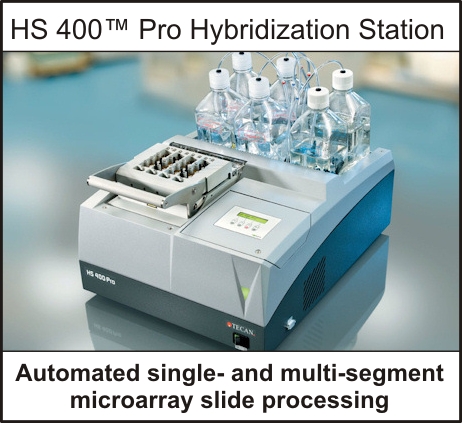 HS 400™ Pro Hybridization Station
HS 400 Pro
TECAN
Automated single- and multi-segment
microarray slide processing